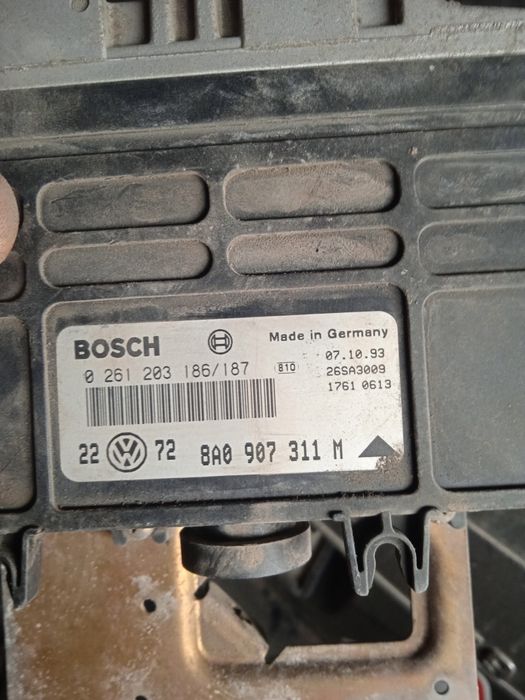 BOSCH
Made in Germany
0 261 203 186/187
810
07.10.93
26SA3009
1761 0613
22 VW 72 8A0 907 311 M